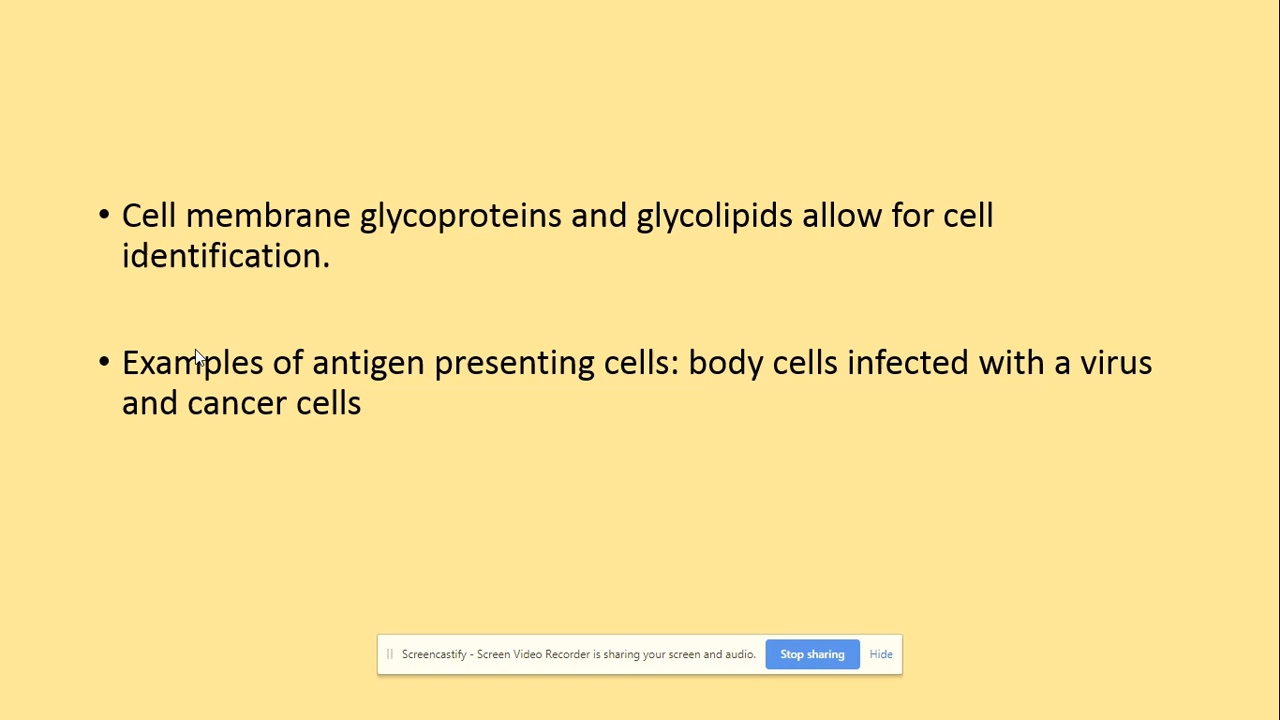 • Cell membrane glycoproteins and glycolipids allow for cell
identification.
• Examples of antigen presenting cells: body cells infected with a virus
and cancer cells
Screencastify - Screen Video Recorder is sharing your screen and audio. Stop sharing Hide